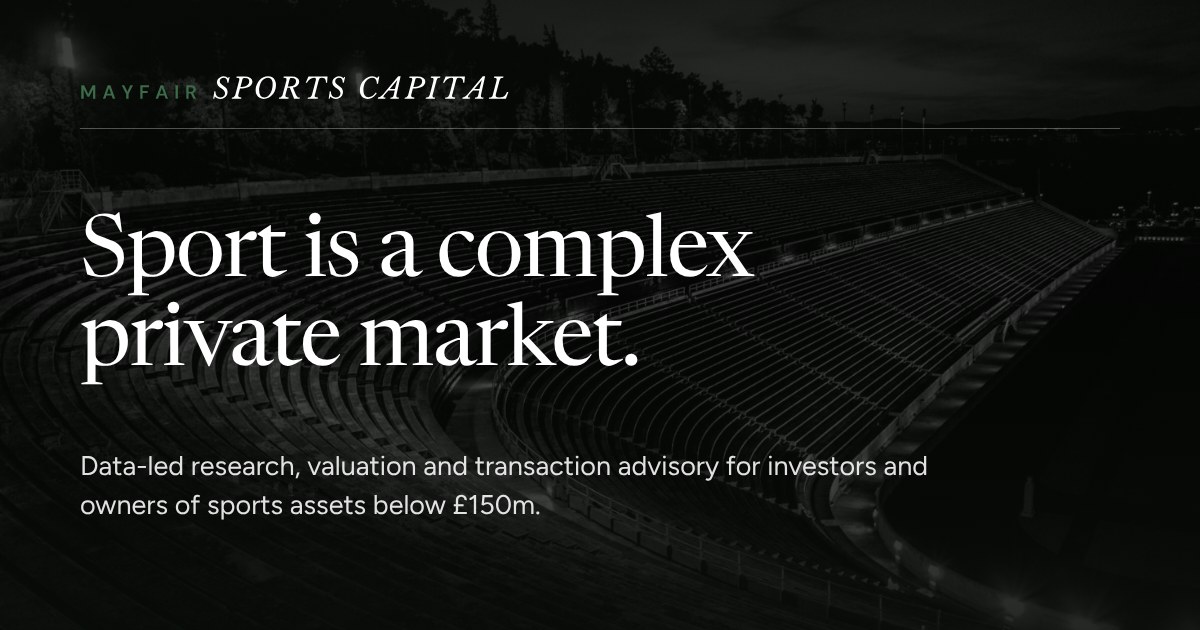 MAYFAIR SPORTS CAPITAL
Sport is a complex
private market.
Data-led research, valuation and transaction advisory for investors and
owners of sports assets below £150m.